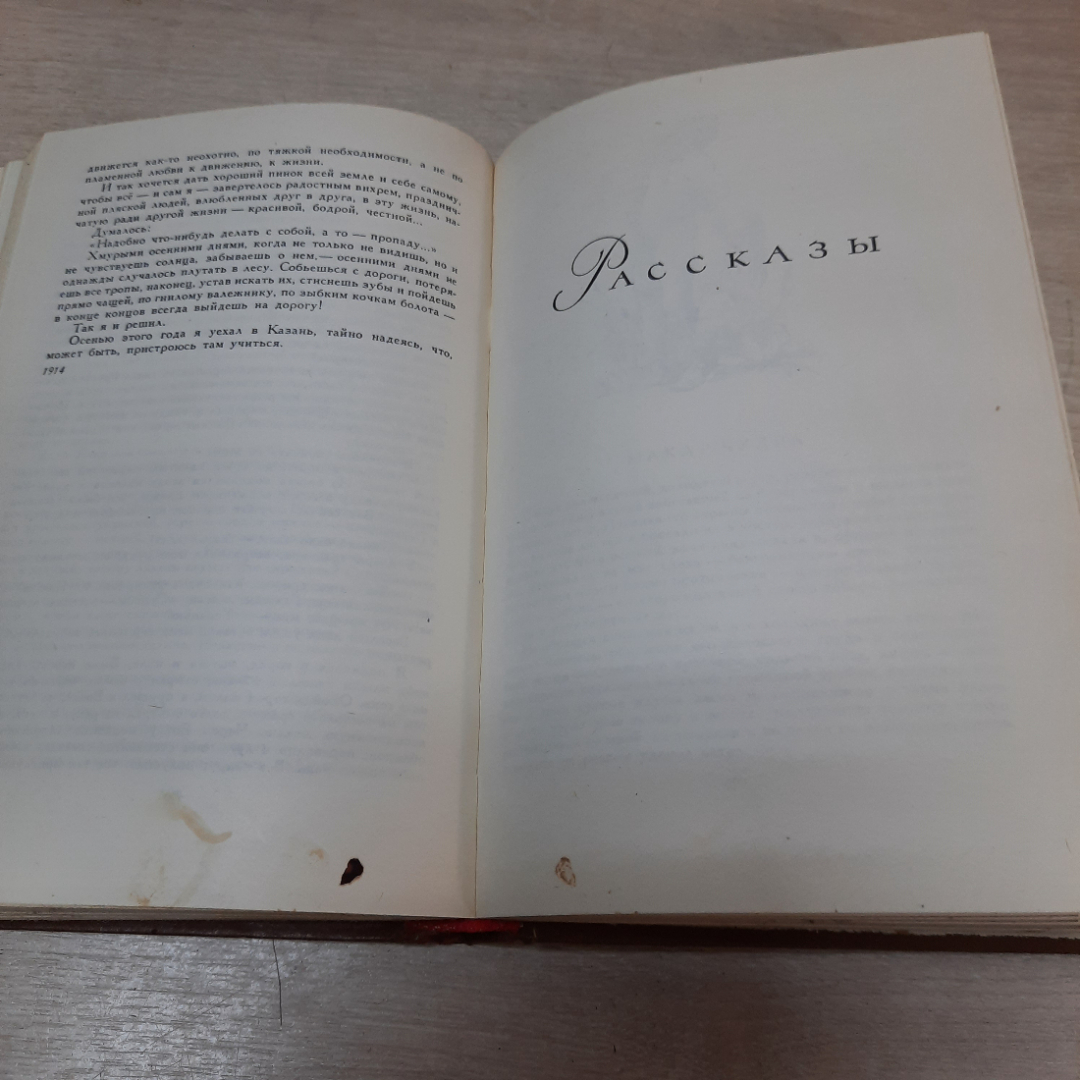 движется как-то неохотно, по тяжкой необходимости, а не по
пламенной любви к движению, к жизни.
И так хочется дать хороший пинок всей земле и себе самому,
чтобы всё — и сам я — завертелось радостным вихрем, празднич-
ной пляской людей, влюбленных друг в друга, в эту жизнь, на-
чатую ради другой жизни — красивой, бодрой, честной...
Думалось:
«Надобно что-нибудь делать с собой, а то — пропаду...»
Хмурыми осенними днями, когда не только не видишь, но и
не чувствуешь солнца, забываешь о нем,— осенними днями не
однажды случалось плутать в лесу. Собьешься с дороги, потеря-
ешь все тропы, наконец, устав искать их, стиснешь зубы и пойдешь
прямо чащей, по гнилому валежнику, по зыбким кочкам болота —
в конце концов всегда выйдешь на дорогу!
Так я и решил.
Осенью этого года я уехал в Казань, тайно надеясь, что,
может быть, пристроюсь там учиться.
1914
РАССКАЗЫ